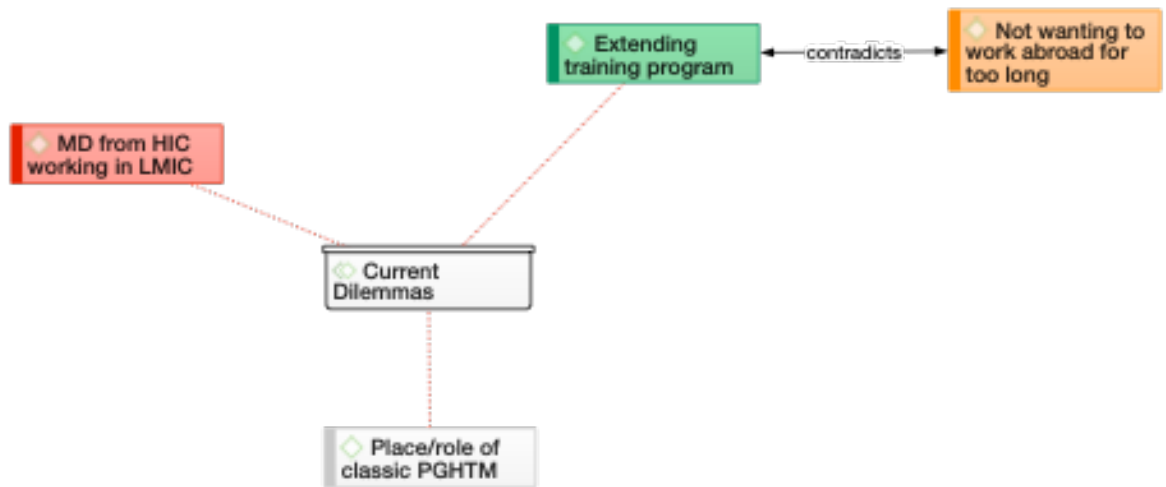 Extending
training program
contradicts
Not wanting to
work abroad for
too long
MD from HIC
working in LMIC
Current
Dilemmas
Place/role of
classic PGHTM